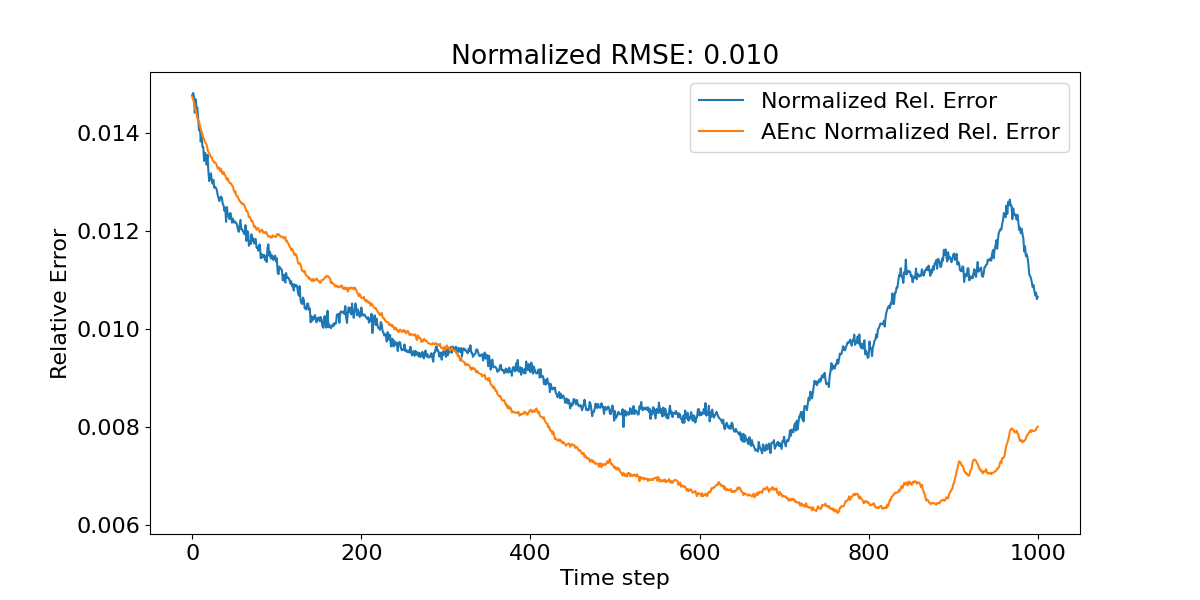 Normalized RMSE: 0.010
Normalized Rel. Error
AEnc Normalized Rel. Error
Relative Error
0.014
0.012
0.010
0.008
0.006
0 200 400 600 800 1000
Time step